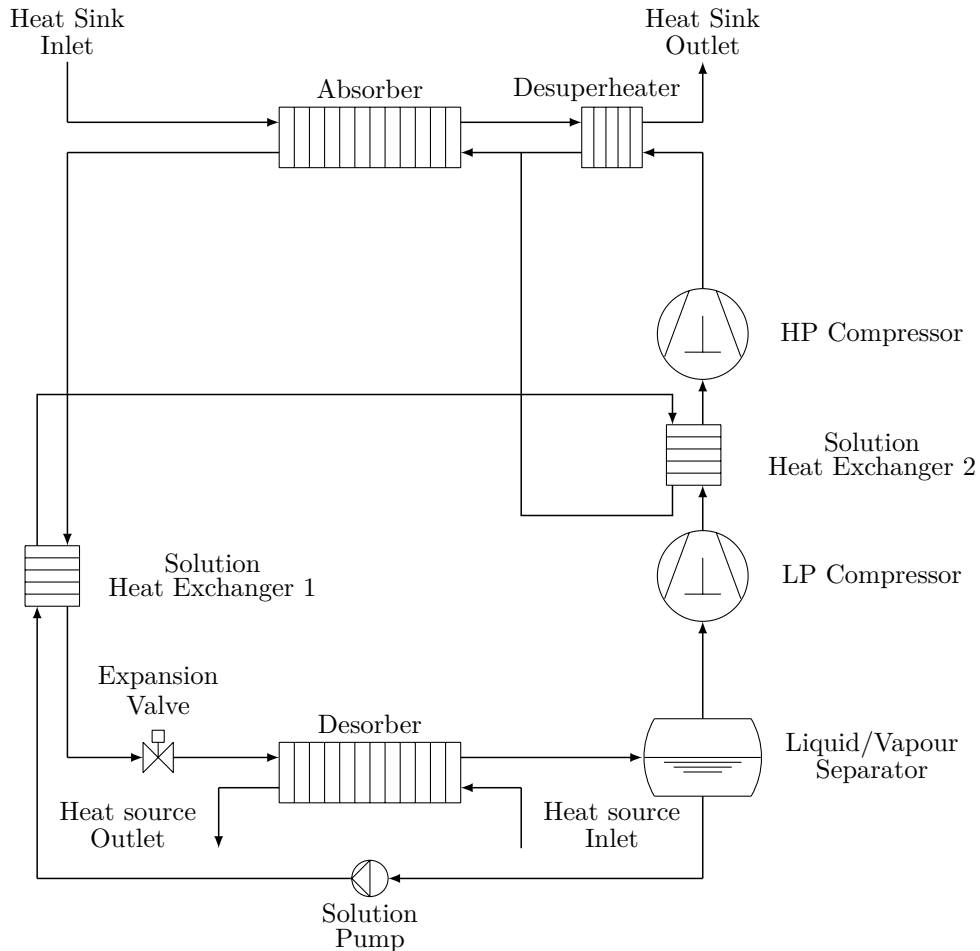 Heat Sink
Inlet
Heat Sink
Outlet
Absorber
Desuperheater
HP Compressor
Solution
Heat Exchanger 2
Solution
Heat Exchanger 1
LP Compressor
Expansion
Valve
Desorber
Liquid/Vapour
Separator
Heat source
Outlet
Heat source
Inlet
Solution
Pump